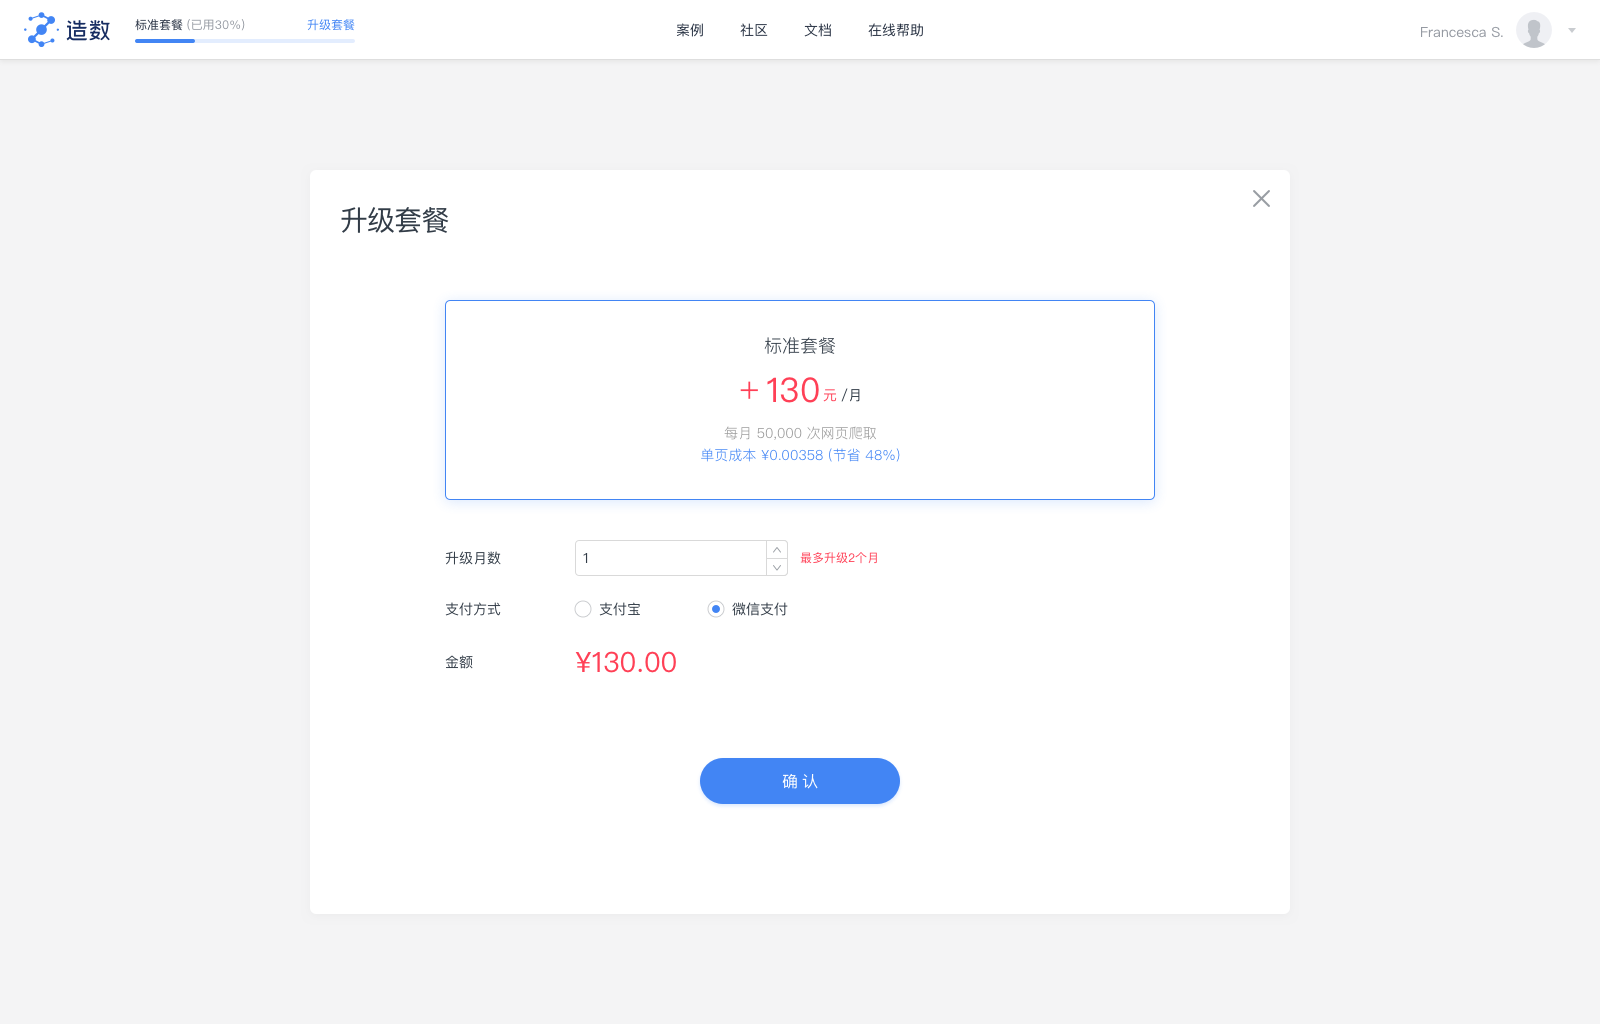 造数
标准套餐 (已用30%) 升级套餐
案例 社区 文档 在线帮助
Francesca S.
升级套餐
标准套餐
+130元 /月
每月 50,000 次网页爬取
单页成本 ¥0.00358 (节省 48%)
升级月数 1 最多升级2个月
支付方式 支付宝 微信支付
金额 ¥130.00
确 认